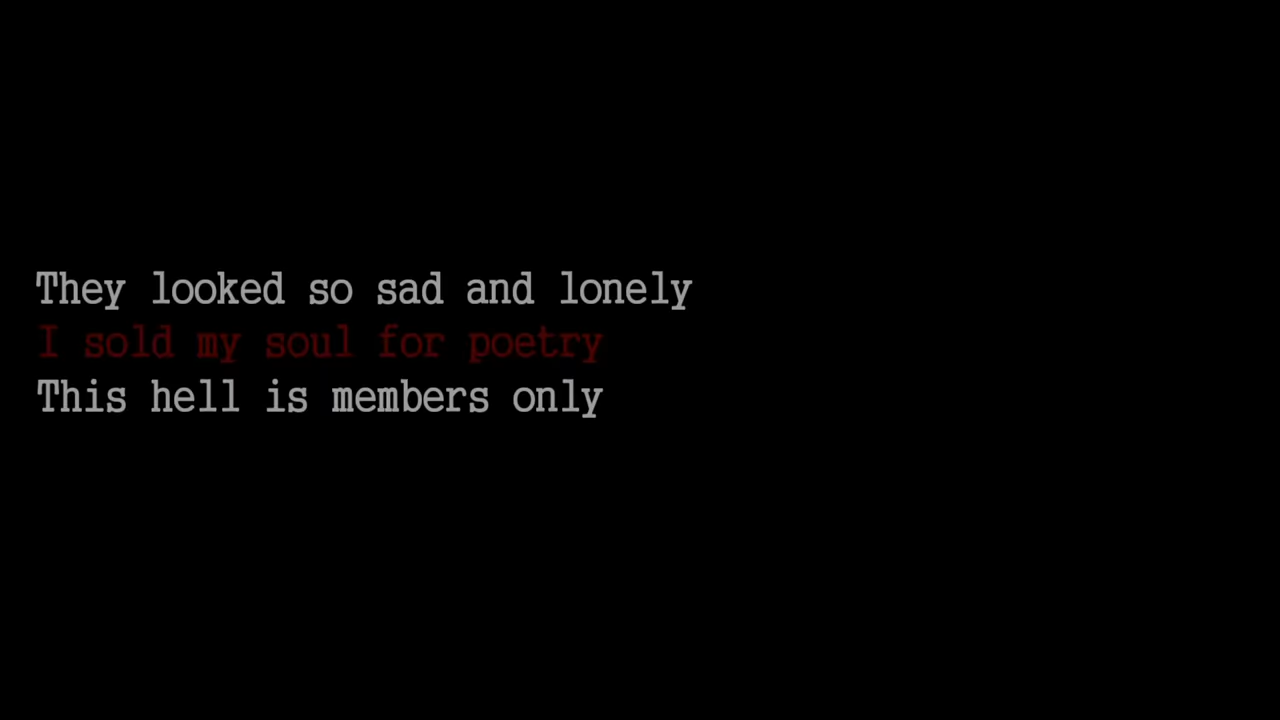 They looked so sad and lonely
I sold my soul for poetry
This hell is members only